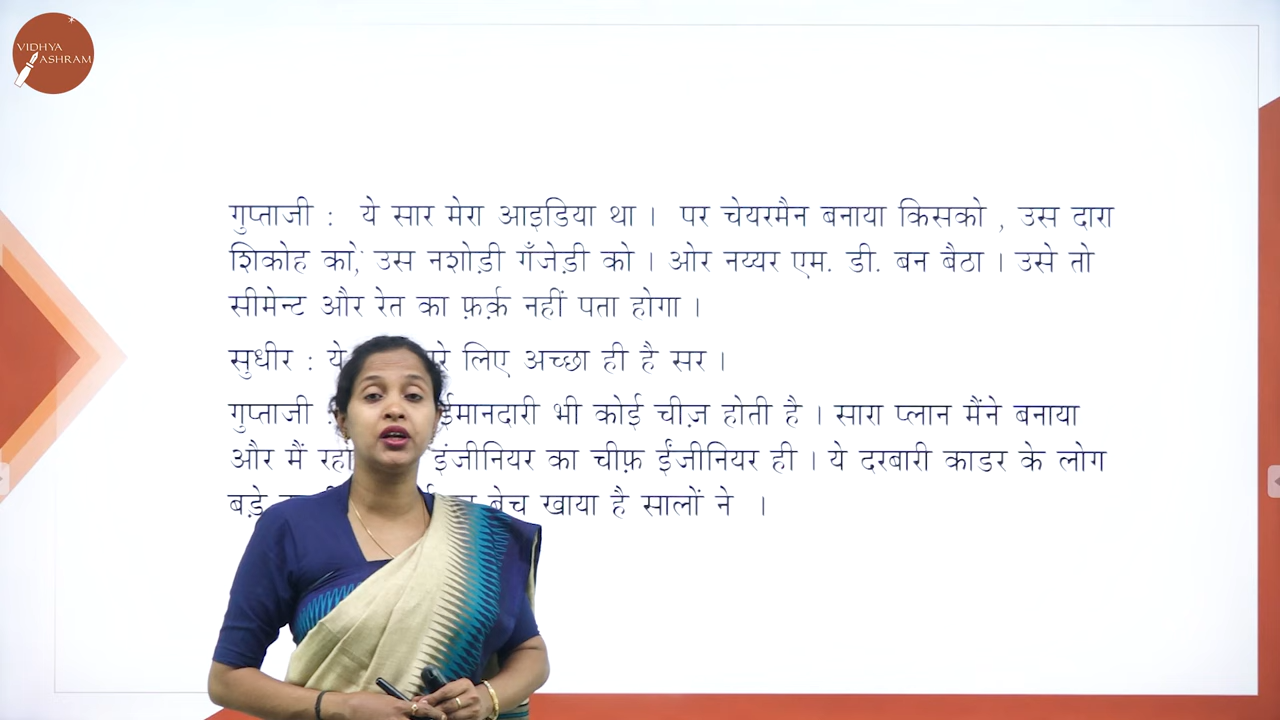 VIDHYA
ASHRAM
गुप्ताजी : ये सार मेरा आइडिया था । पर चेयरमैन बनाया किसको , उस दारा
शिकोह को; उस नशोड़ी गँजेड़ी को । ओर नय्यर एम. डी. बन बैठा । उसे तो
सीमेन्ट और रेत का फ़र्क़ नहीं पता होगा ।
सुधीर : ये लिए अच्छा ही है सर ।
गुप्ताजी : ईमानदारी भी कोई चीज़ होती है । सारा प्लान मैंने बनाया
और मैं इंजीनियर का चीफ़ ईंजीनियर ही । ये दरबारी काडर के लोग
बड़े बेच खाया है सालों ने ।